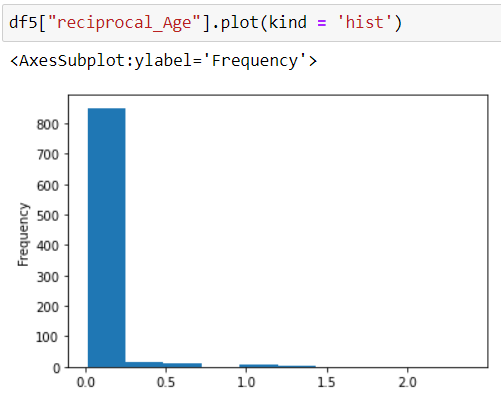 df5["reciprocal_Age"].plot(kind = 'hist')
<AxesSubplot:ylabel='Frequency'>
800
700
600
500
400
300
200
100
0
Frequency
0.0 0.5 1.0 1.5 2.0